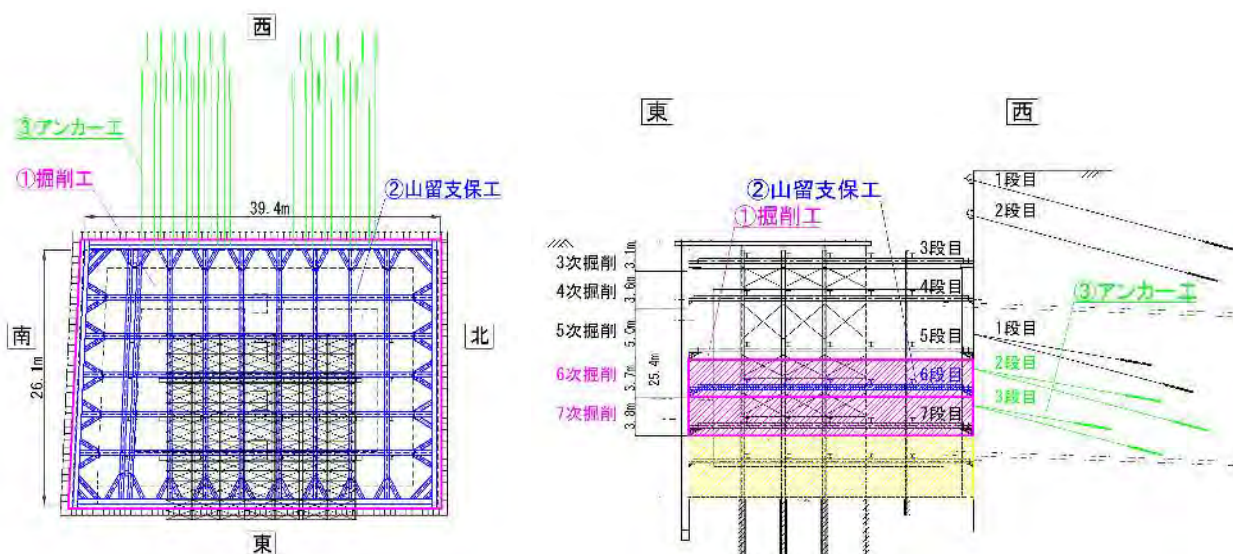 西
③アンカー工
①掘削工
②山留支保工
39.4m
南
北
26.1m
東
東
西
②山留支保工
①掘削工
3次掘削
4次掘削
5次掘削
6次掘削
7次掘削
3.1m
3.6m
5.5m
3.7m
3.8m
25.4m
3段目
4段目
5段目
6段目
7段目
1段目
2段目
③アンカー工
1段目
2段目
3段目